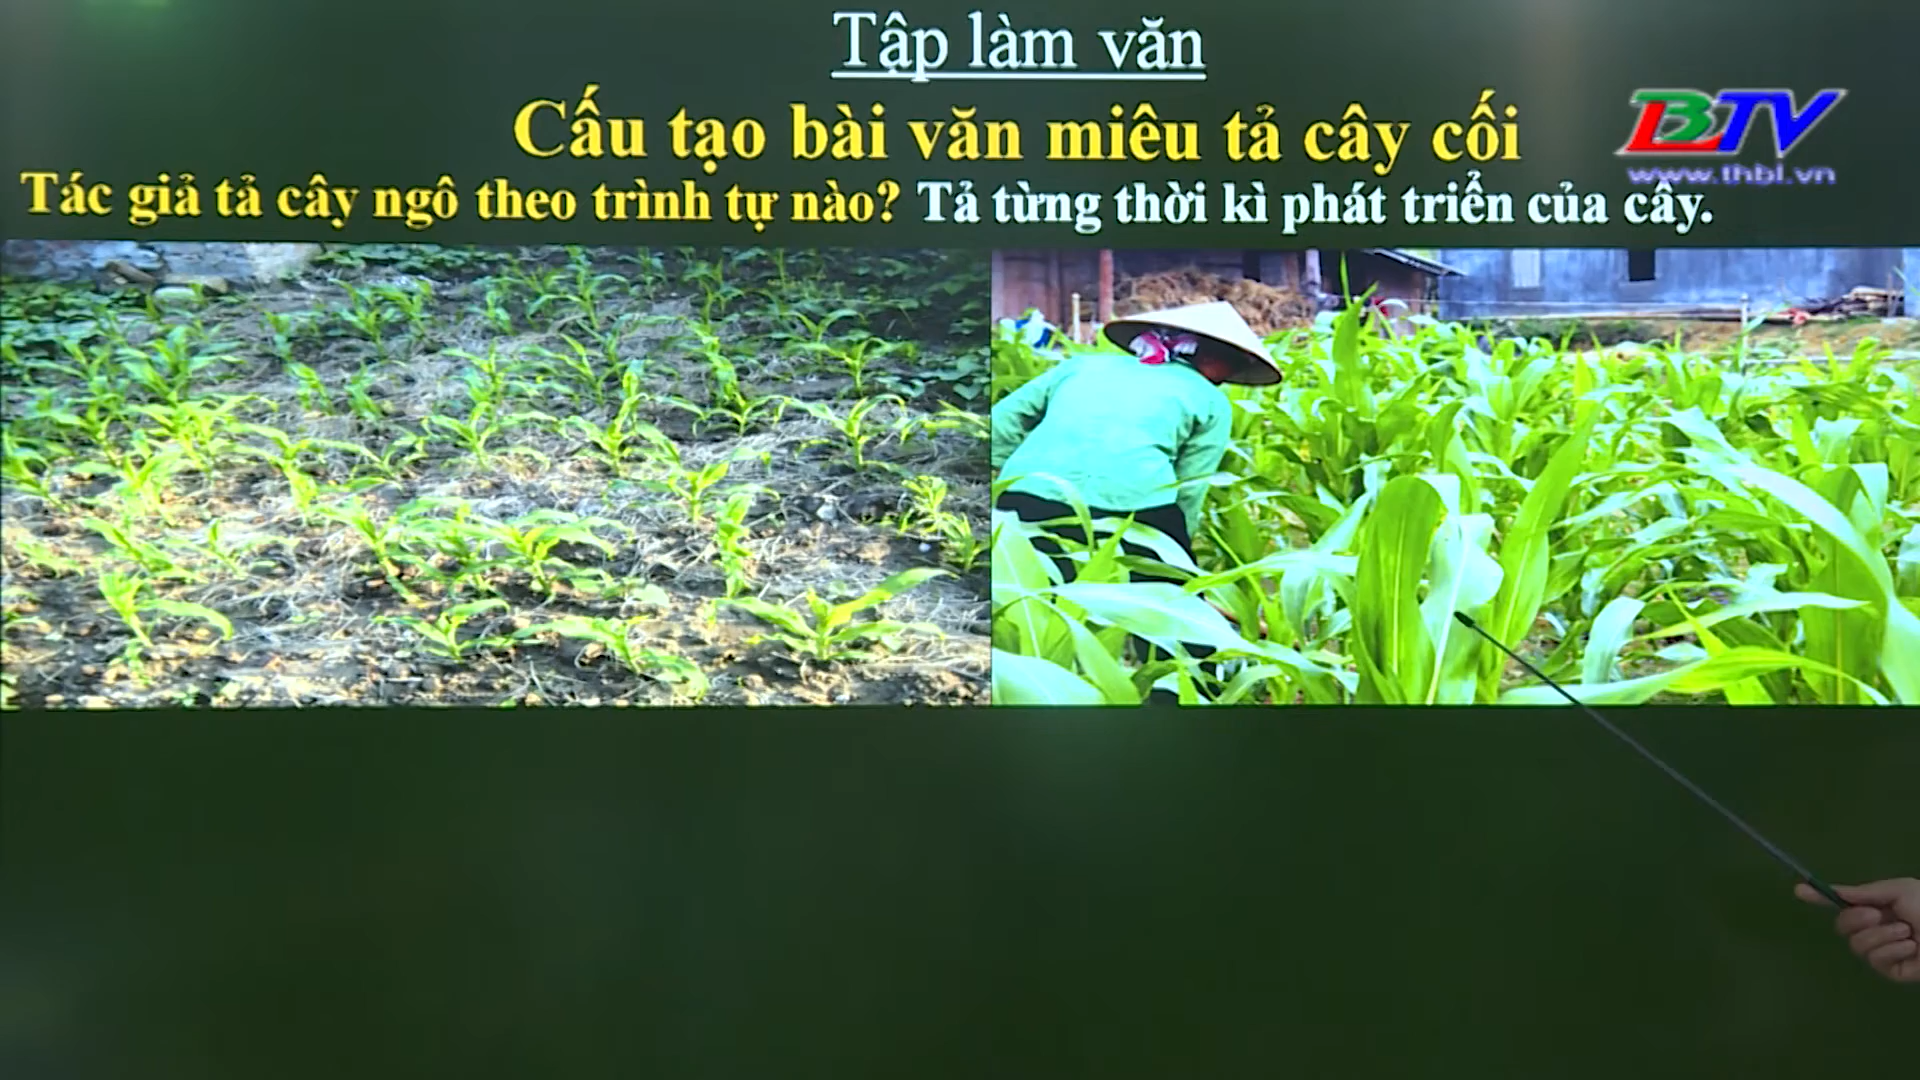 Tập làm văn
Cấu tạo bài văn miêu tả cây cối
BTV
www.thbl.vn
Tác giả tả cây ngô theo trình tự nào? Tả từng thời kì phát triển của cây.